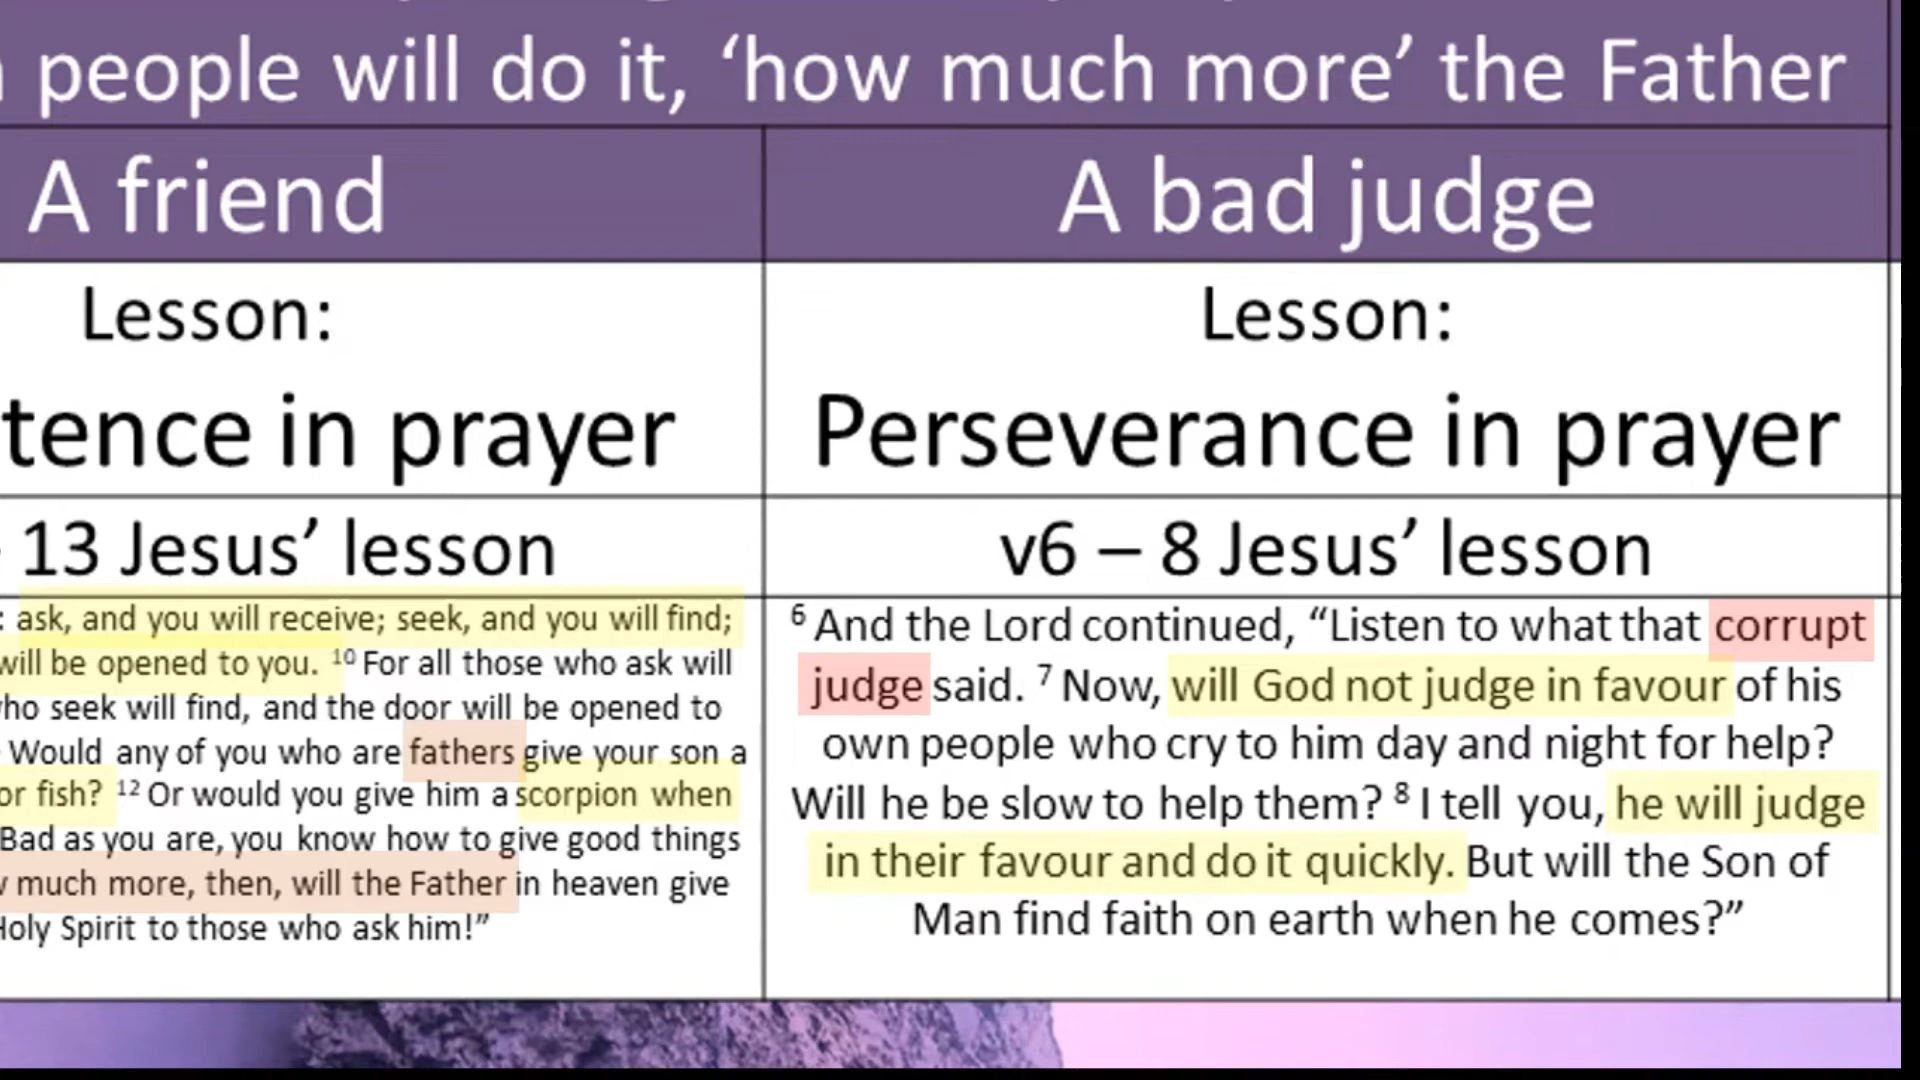 people will do it, ‘how much more’ the Father
A friend
A bad judge
Lesson:
tence in prayer
Lesson:
Perseverance in prayer
13 Jesus’ lesson
v6 – 8 Jesus’ lesson
: ask, and you will receive; seek, and you will find;
will be opened to you. ¹⁰ For all those who ask will
who seek will find, and the door will be opened to
Would any of you who are fathers give your son a
or fish? ¹² Or would you give him a scorpion when
Bad as you are, you know how to give good things
much more, then, will the Father in heaven give
Holy Spirit to those who ask him!”
⁶ And the Lord continued, “Listen to what that corrupt
judge said. ⁷ Now, will God not judge in favour of his
own people who cry to him day and night for help?
Will he be slow to help them? ⁸ I tell you, he will judge
in their favour and do it quickly. But will the Son of
Man find faith on earth when he comes?”